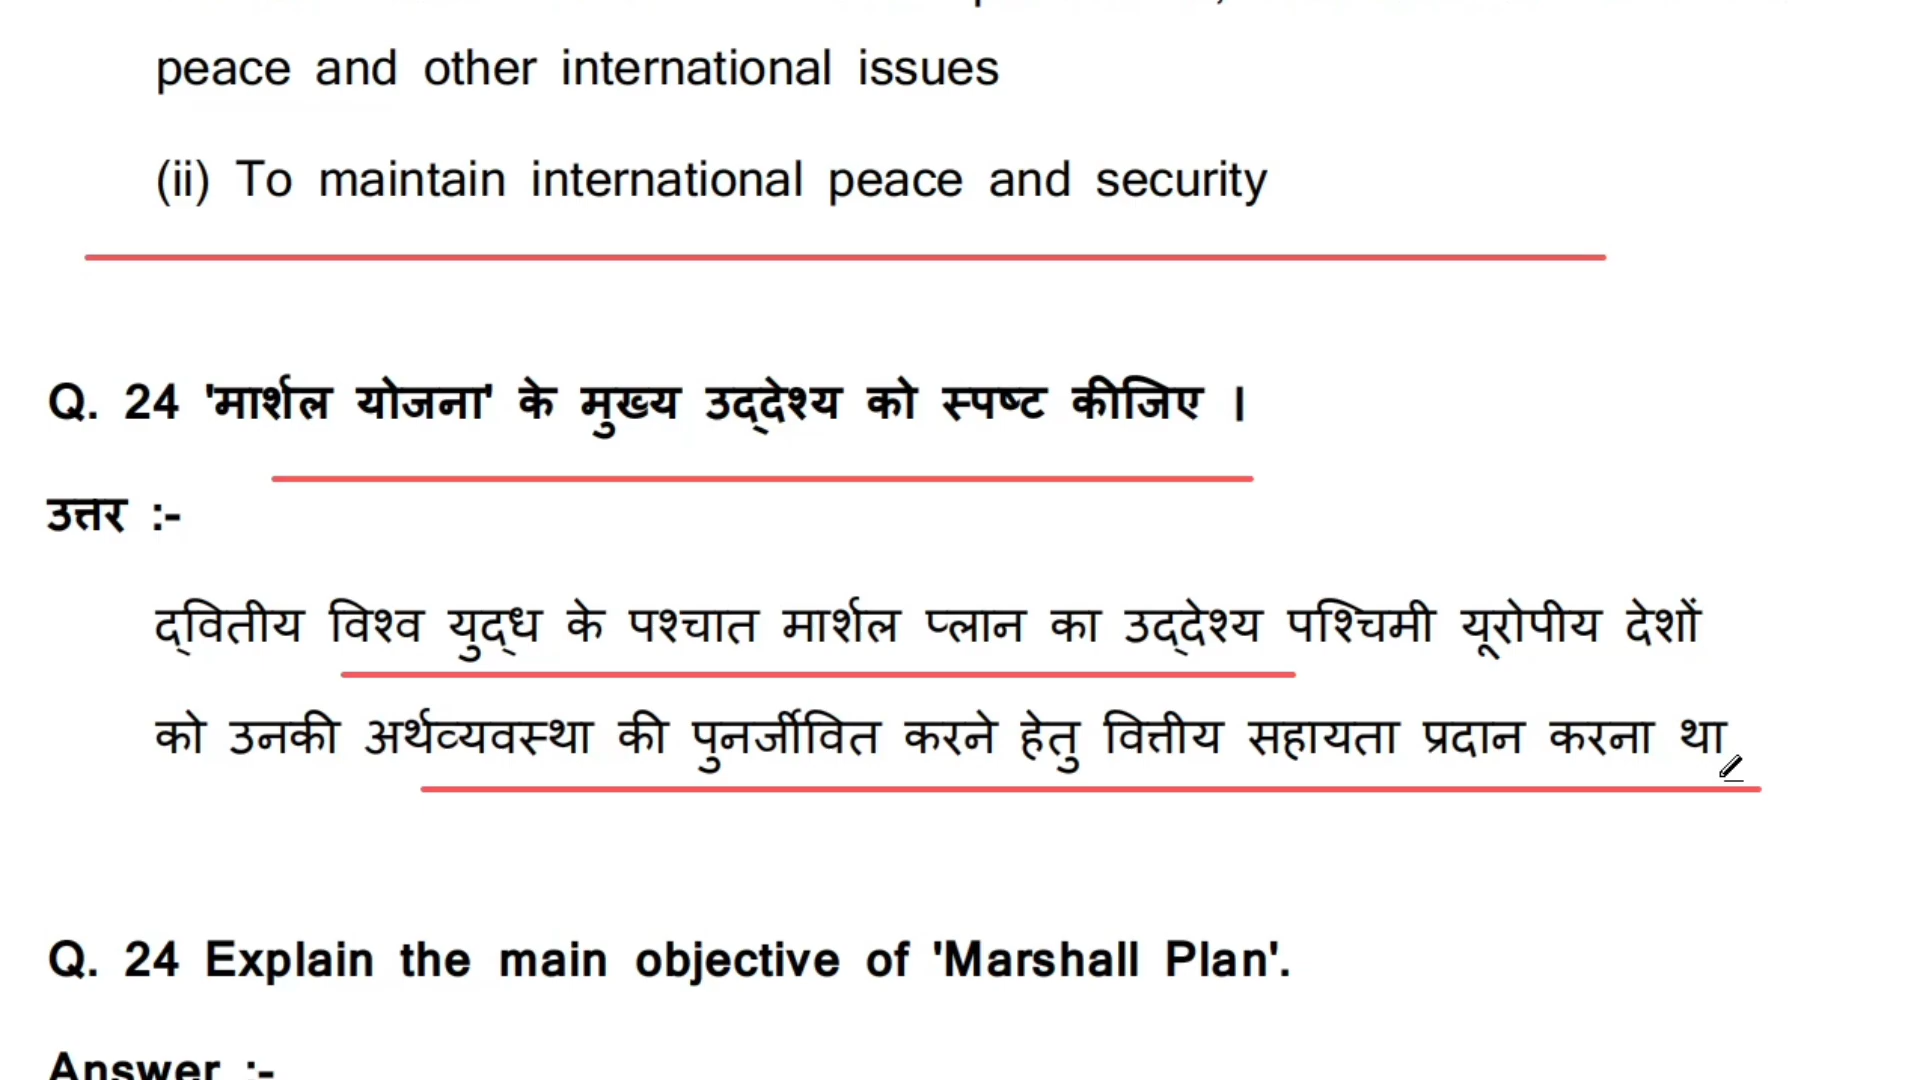 peace and other international issues
(ii) To maintain international peace and security
Q. 24 'मार्शल योजना' के मुख्य उद्देश्य को स्पष्ट कीजिए ।
उत्तर :-
द्वितीय विश्व युद्ध के पश्चात मार्शल प्लान का उद्देश्य पश्चिमी यूरोपीय देशों
को उनकी अर्थव्यवस्था की पुनर्जीवित करने हेतु वित्तीय सहायता प्रदान करना था
Q. 24 Explain the main objective of 'Marshall Plan'.
Answer :-